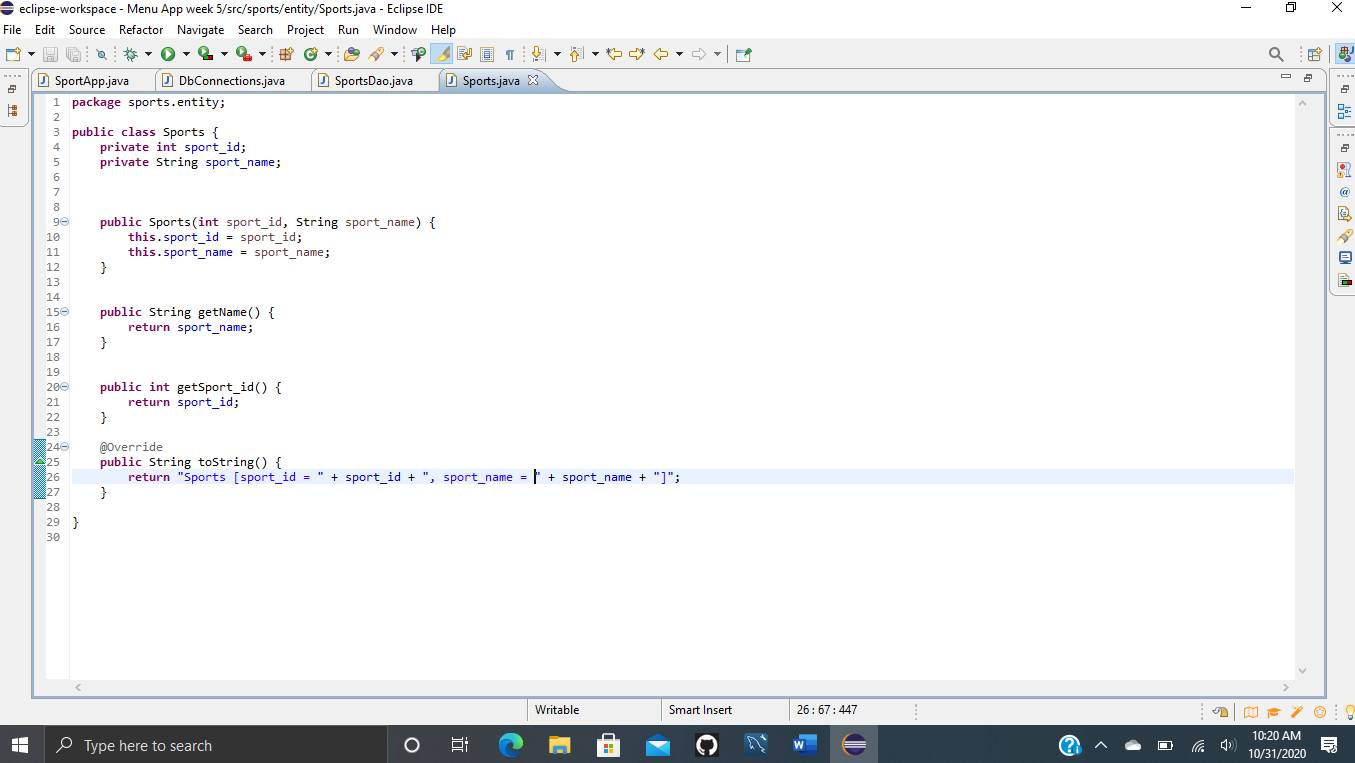 eclipse-workspace - Menu App week 5/src/sports/entity/Sports.java - Eclipse IDE
File Edit Source Refactor Navigate Search Project Run Window Help
SportApp.java DbConnections.java SportsDao.java Sports.java
1 package sports.entity;
2
3 public class Sports {
4 private int sport_id;
5 private String sport_name;
6
7
8
9 public Sports(int sport_id, String sport_name) {
10 this.sport_id = sport_id;
11 this.sport_name = sport_name;
12 }
13
14
15 public String getName() {
16 return sport_name;
17 }
18
19
20 public int getSport_id() {
21 return sport_id;
22 }
23
24 @Override
25 public String toString() {
26 return "Sports [sport_id = " + sport_id + ", sport_name = " + sport_name + "]";
27 }
28
29 }
30
Writable Smart Insert 26 : 67 : 447
Type here to search
10:20 AM
10/31/2020